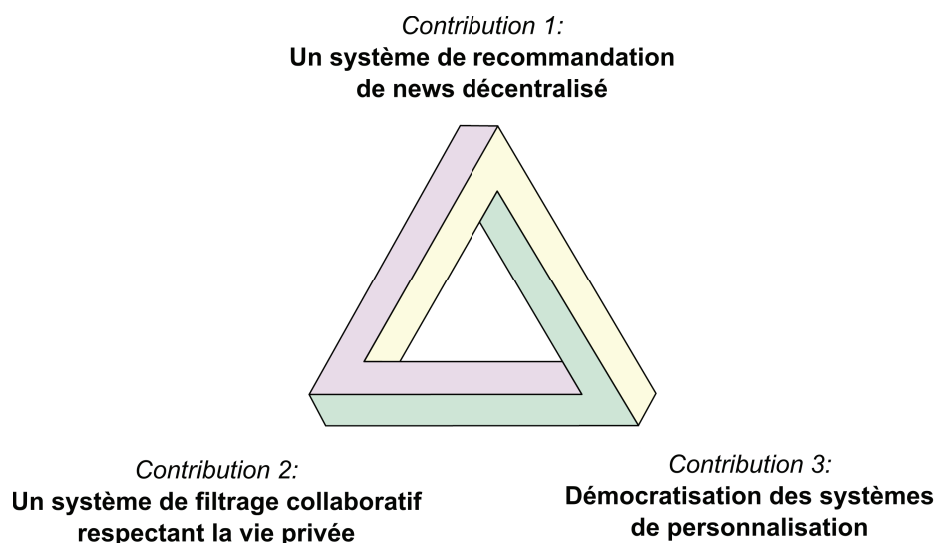 Contribution 1:
Un système de recommandation
de news décentralisé
Contribution 2:
Un système de filtrage collaboratif
respectant la vie privée
Contribution 3:
Démocratisation des systèmes
de personnalisation